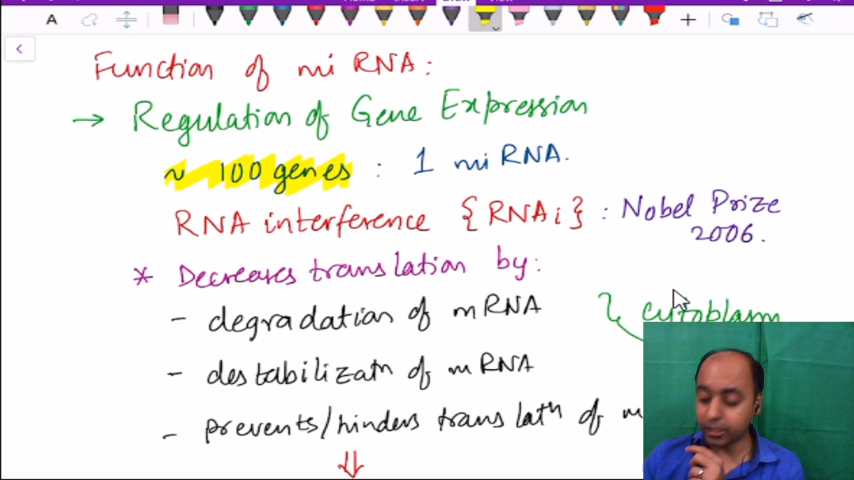 Function of mi RNA:
→ Regulation of Gene Expression
~ 100 genes : 1 mi RNA.
RNA interference {RNAi} : Nobel Prize 2006.
* Decreases translation by:
- degradation of mRNA
cytoplasm
- destabilizatn of mRNA
- prevents/hinders translatn of m